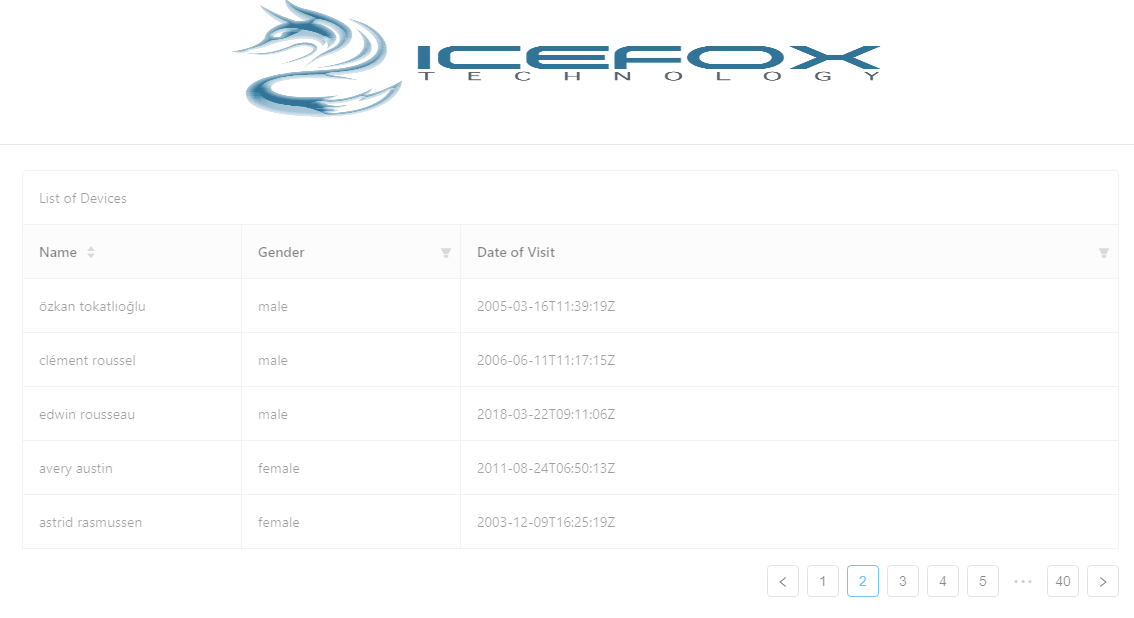 ICEFOX
TECHNOLOGY
List of Devices
Name Gender Date of Visit
özkan tokatlıoğlu male 2005-03-16T11:39:19Z
clément roussel male 2006-06-11T11:17:15Z
edwin rousseau male 2018-03-22T09:11:06Z
avery austin female 2011-08-24T06:50:13Z
astrid rasmussen female 2003-12-09T16:25:19Z
< 1 2 3 4 5 ••• 40 >